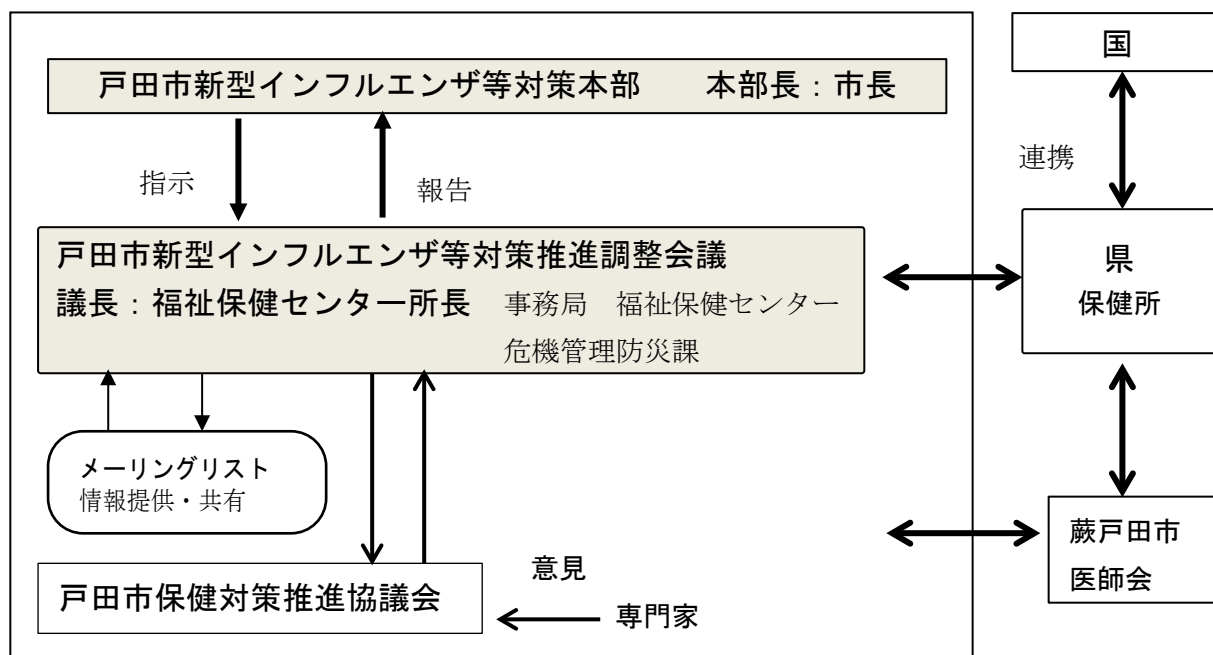 戸田市新型インフルエンザ等対策本部　　本部長：市長
国
指示
報告
連携
戸田市新型インフルエンザ等対策推進調整会議
議長：福祉保健センター所長　事務局　福祉保健センター
危機管理防災課
県
保健所
メーリングリスト
情報提供・共有
戸田市保健対策推進協議会
意見
専門家
蕨戸田市
医師会